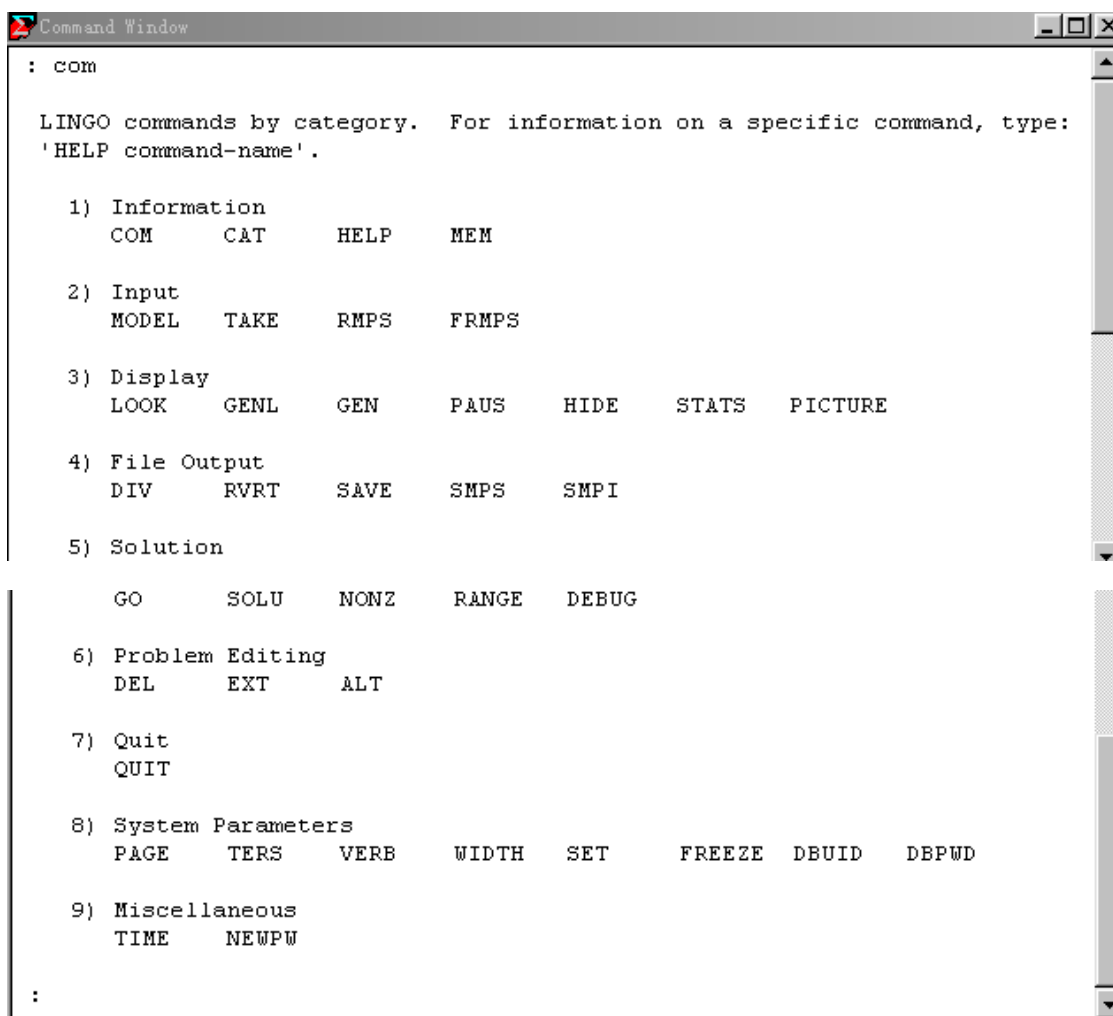 Command Window
: com
LINGO commands by category.  For information on a specific command, type:
'HELP command-name'.
1) Information
COM CAT HELP MEM
2) Input
MODEL TAKE RMPS FRMPS
3) Display
LOOK GENL GEN PAUS HIDE STATS PICTURE
4) File Output
DIV RVRT SAVE SMPS SMPI
5) Solution
GO SOLU NONZ RANGE DEBUG
6) Problem Editing
DEL EXT ALT
7) Quit
QUIT
8) System Parameters
PAGE TERS VERB WIDTH SET FREEZE DBUID DBPWD
9) Miscellaneous
TIME NEWPW
: